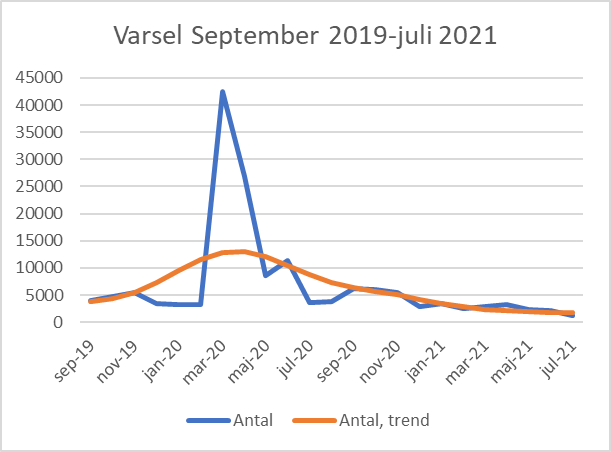 Varsel September 2019-juli 2021
45000
40000
35000
30000
25000
20000
15000
10000
5000
0
sep-19
nov-19
jan-20
mar-20
maj-20
jul-20
sep-20
nov-20
jan-21
mar-21
maj-21
jul-21
Antal
Antal, trend